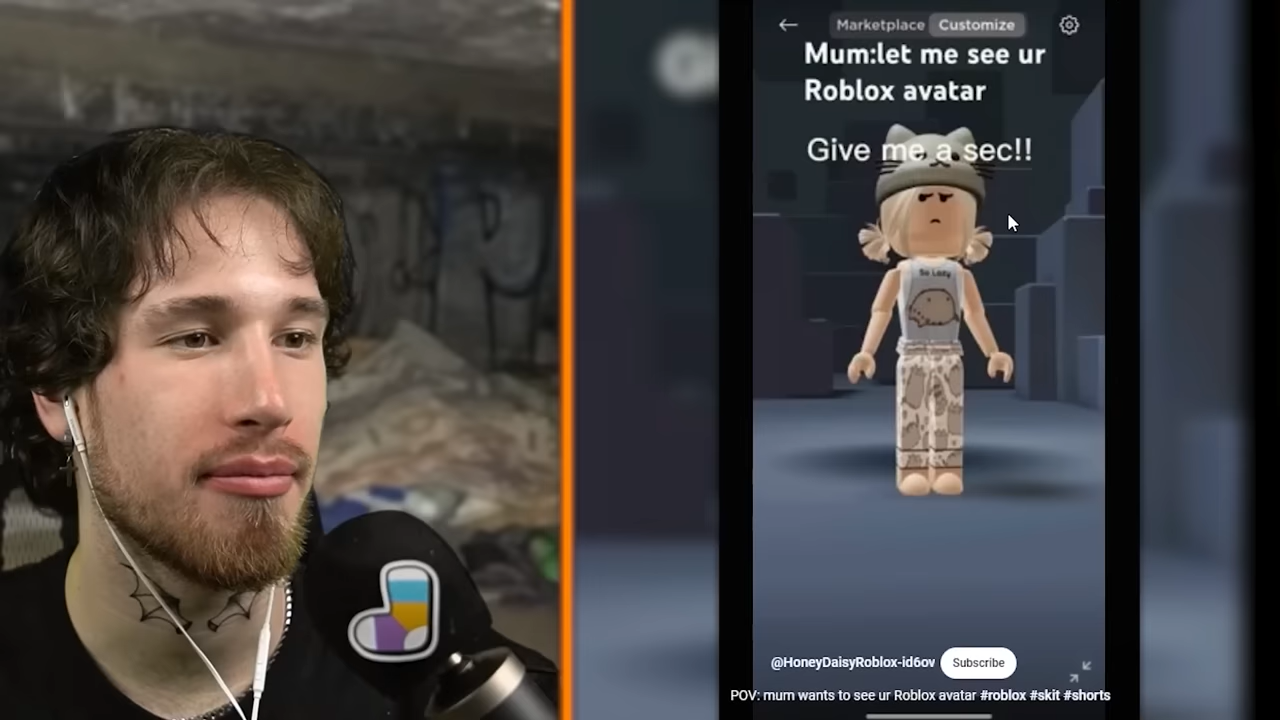 Marketplace Customize
Mum:let me see ur
Roblox avatar
Give me a sec!!
So Lazy
@HoneyDaisyRoblox-id6ov Subscribe
POV: mum wants to see ur Roblox avatar #roblox #skit #shorts